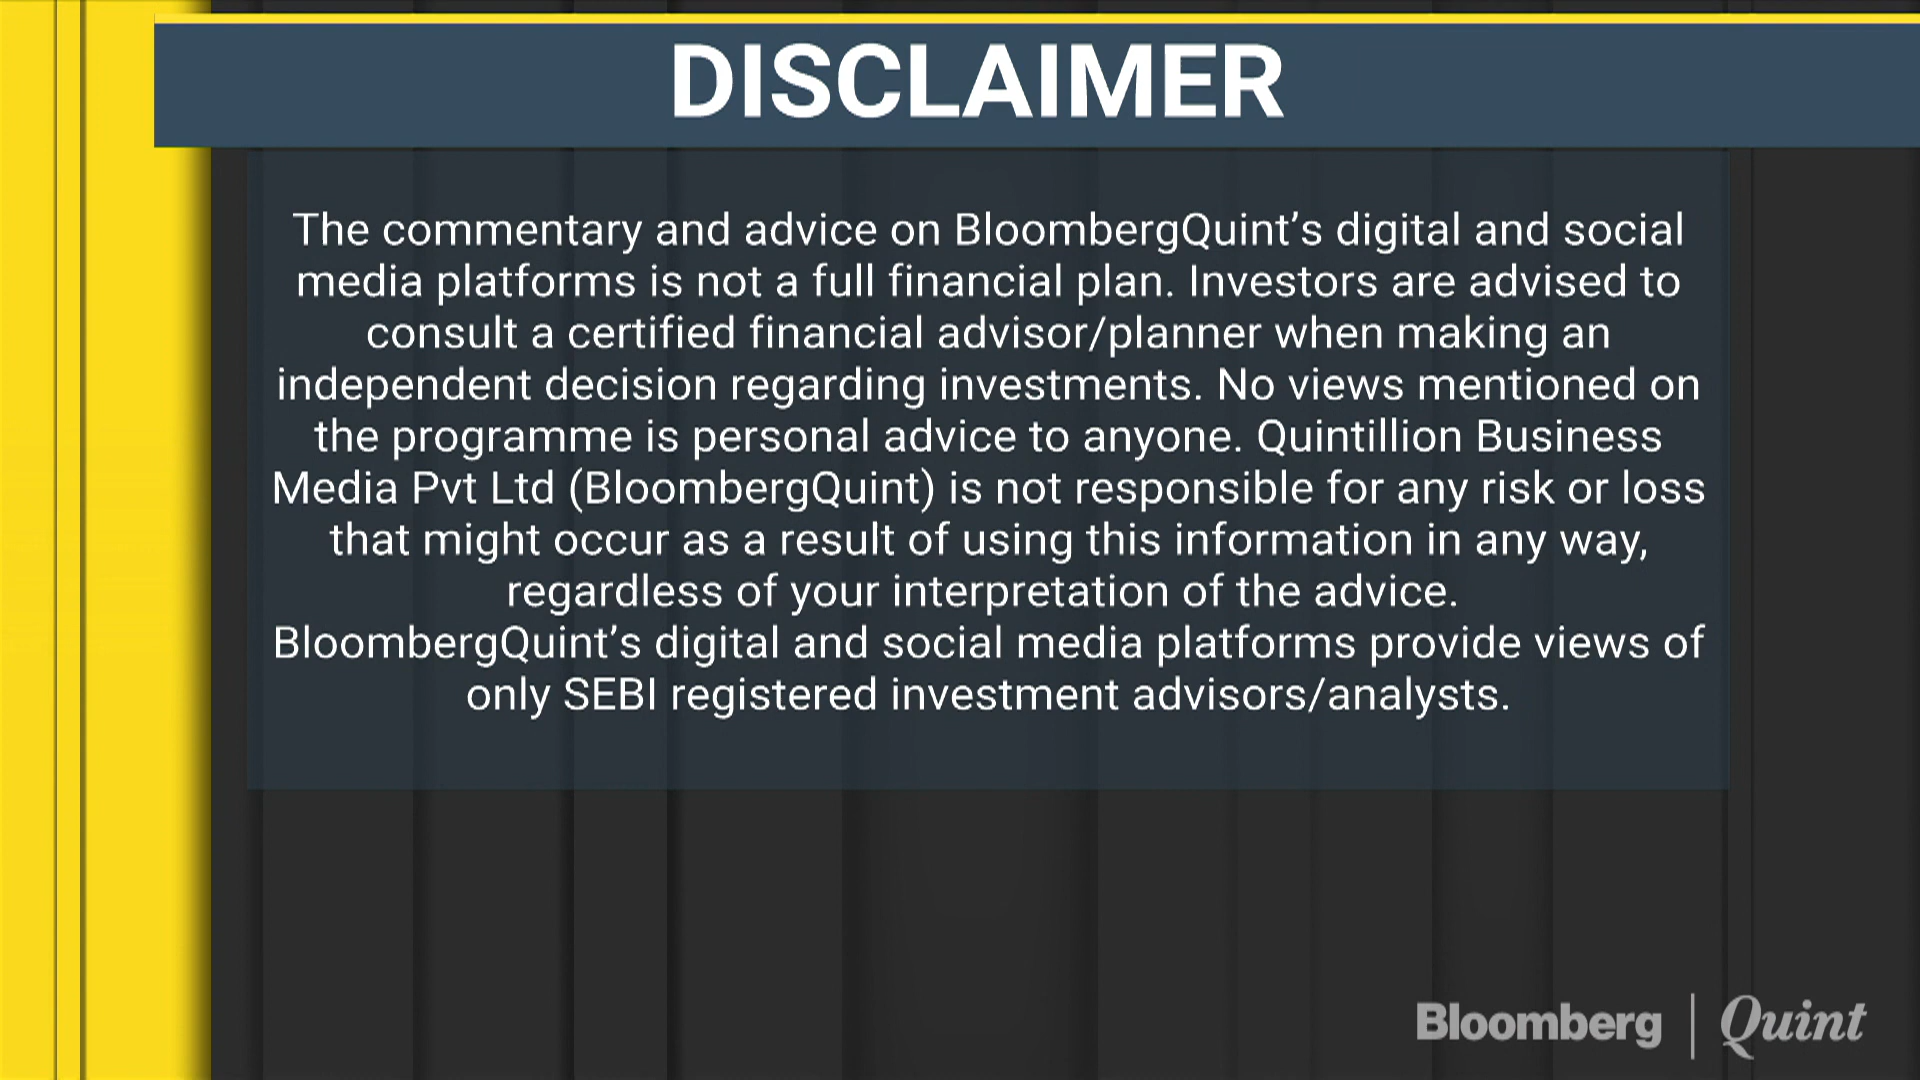 DISCLAIMER
The commentary and advice on BloombergQuint’s digital and social
media platforms is not a full financial plan. Investors are advised to
consult a certified financial advisor/planner when making an
independent decision regarding investments. No views mentioned on
the programme is personal advice to anyone. Quintillion Business
Media Pvt Ltd (BloombergQuint) is not responsible for any risk or loss
that might occur as a result of using this information in any way,
regardless of your interpretation of the advice.
BloombergQuint’s digital and social media platforms provide views of
only SEBI registered investment advisors/analysts.
Bloomberg | Quint